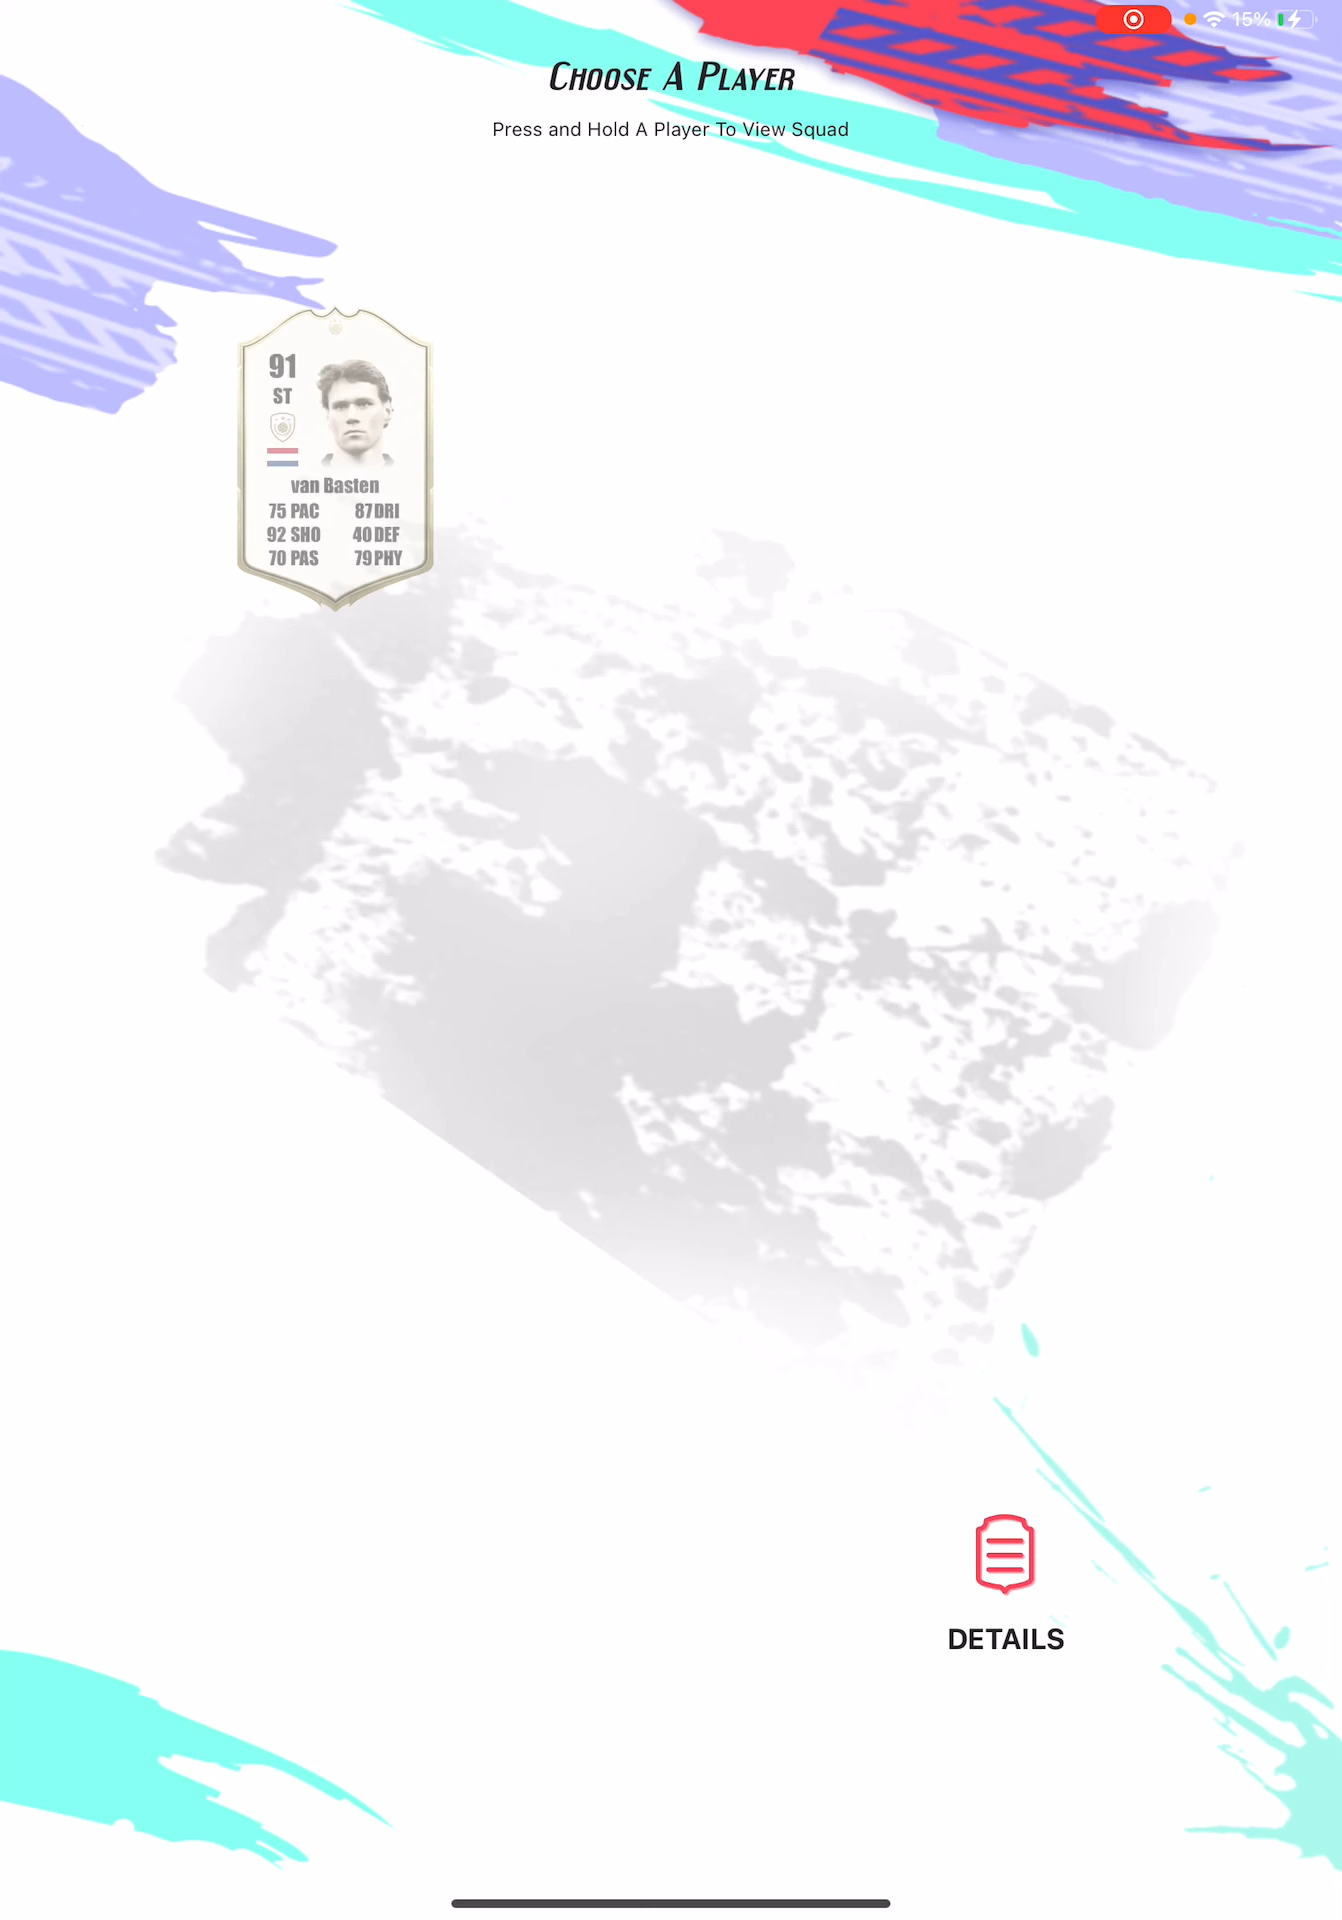 15%
CHOOSE A PLAYER
Press and Hold A Player To View Squad
91
ST
van Basten
75 PAC 87 DRI
92 SHO 40 DEF
70 PAS 79 PHY
DETAILS